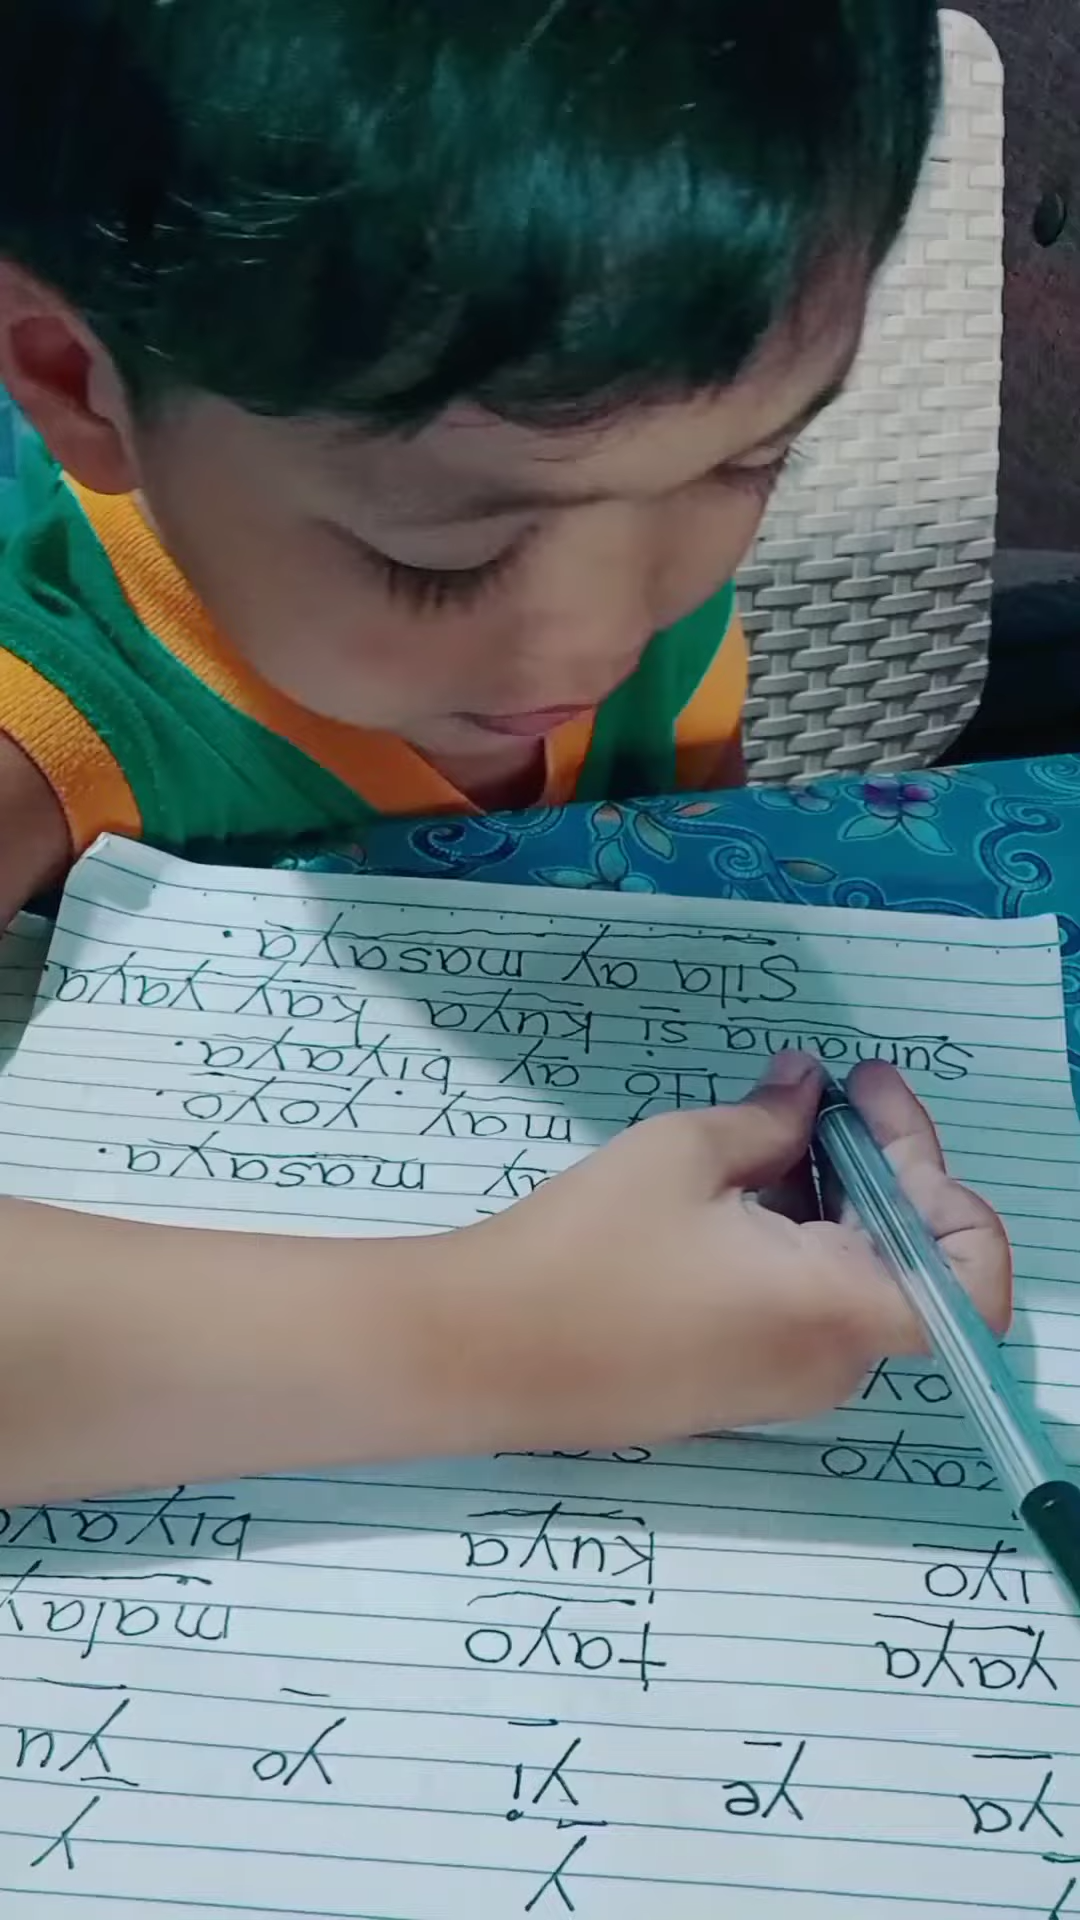 Y Y Y
ya ye yi yo yu
yaya tayo
iyo kuya
ay masaya.
may yoyo.
Ito ay biyaya.
Sumama si kuya kay yaya.
Sila ay masaya.